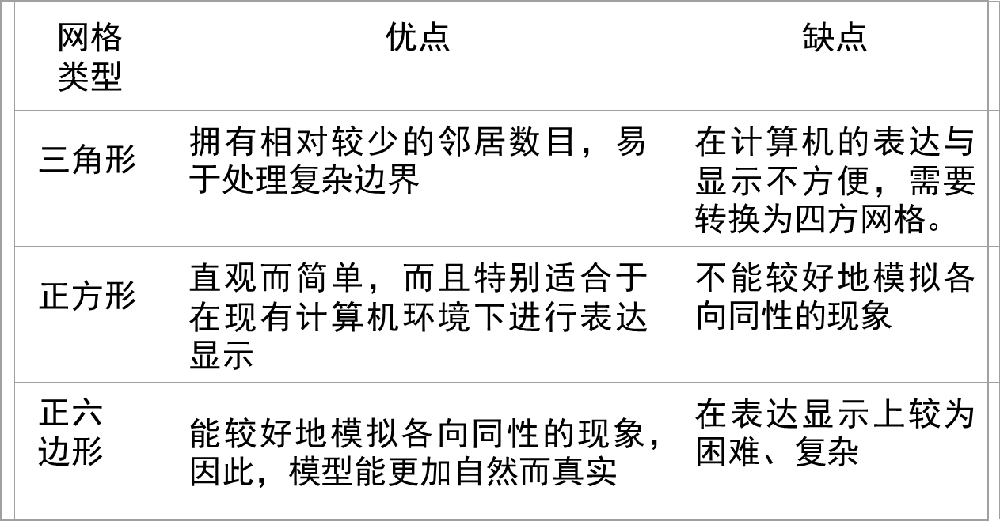 网格
类型
优点
缺点
三角形
拥有相对较少的邻居数目，易
于处理复杂边界
在计算机的表达与
显示不方便，需要
转换为四方网格。
正方形
直观而简单，而且特别适合于
在现有计算机环境下进行表达
显示
不能较好地模拟各
向同性的现象
正六
边形
能较好地模拟各向同性的现象，
因此，模型能更加自然而真实
在表达显示上较为
困难、复杂